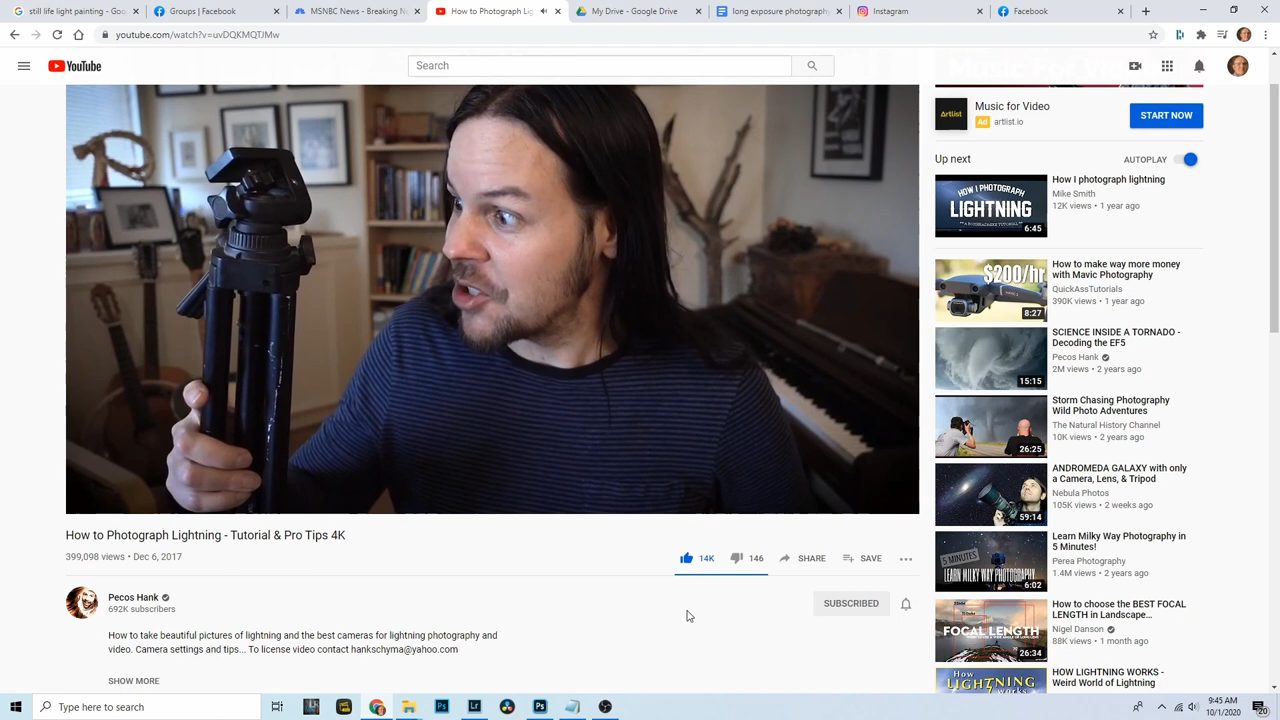 still life light painting - Go
Groups | Facebook
MSNBC News - Breaking N
How to Photograph Lig
My Drive - Google Drive
long exposure photography
Instagram
Facebook
youtube.com/watch?v=uvDQKMQTJMw
YouTube
Search
Artlist
Music for Video
Ad artlist.io
START NOW
Up next
AUTOPLAY
HOW I PHOTOGRAPH
LIGHTNING
6:45
How I photograph lightning
Mike Smith
12K views • 1 year ago
$200/hr
8:27
How to make way more money
with Mavic Photography
QuickAssTutorials
390K views • 1 year ago
15:15
SCIENCE INSIDE A TORNADO -
Decoding the EF5
Pecos Hank
2M views • 2 years ago
26:25
Storm Chasing Photography
Wild Photo Adventures
The Natural History Channel
10K views • 2 years ago
59:14
ANDROMEDA GALAXY with only
a Camera, Lens, & Tripod
Nebula Photos
105K views • 2 weeks ago
5 MINUTES
LEARN MILKY WAY PHOTOGRAPHY
6:02
Learn Milky Way Photography in
5 Minutes!
Perea Photography
1.4M views • 2 years ago
FOCAL LENGTH
26:34
How to choose the BEST FOCAL
LENGTH in Landscape...
Nigel Danson
88K views • 1 month ago
How
LIGHTNING
works
HOW LIGHTNING WORKS -
Weird World of Lightning
How to Photograph Lightning - Tutorial & Pro Tips 4K
399,098 views • Dec 6, 2017
14K 146 SHARE SAVE
Pecos Hank
692K subscribers
SUBSCRIBED
How to take beautiful pictures of lightning and the best cameras for lightning photography and
video. Camera settings and tips... To license video contact hankschyma@yahoo.com
SHOW MORE
Type here to search
9:45 AM
10/1/2020
20